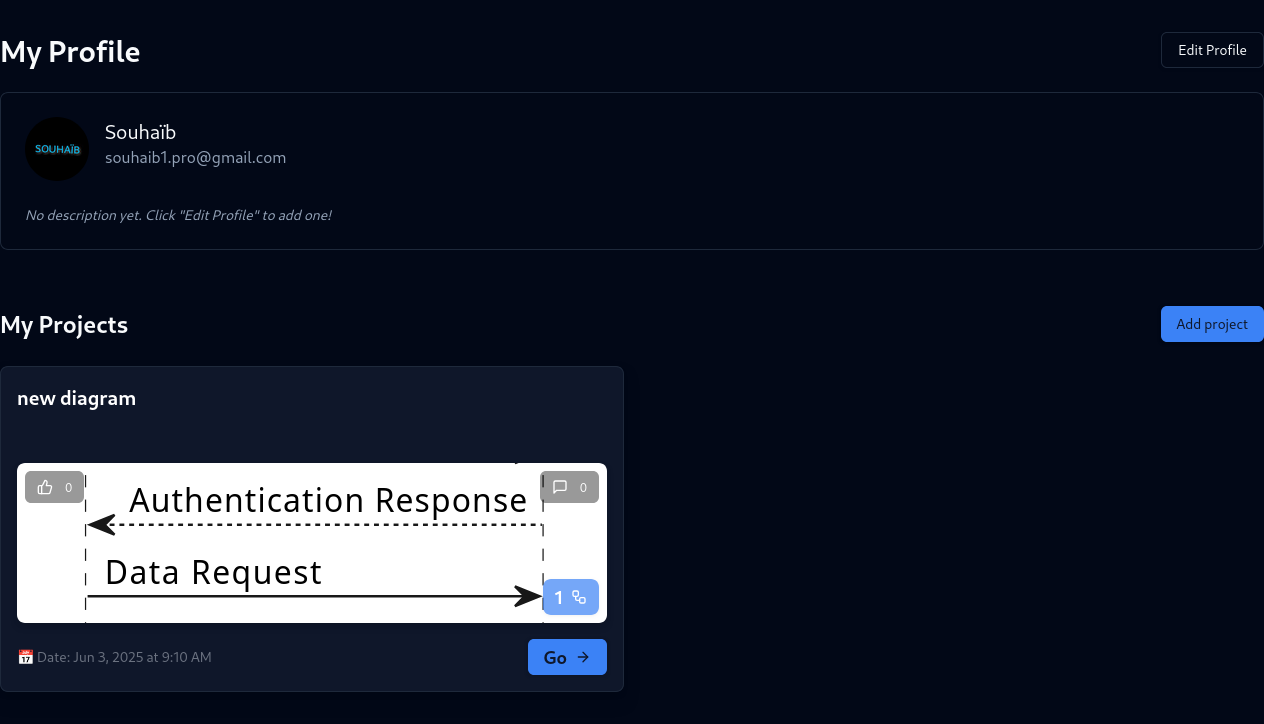 My Profile
Edit Profile
SOUHAÏB
Souhaïb
souhaib1.pro@gmail.com
No description yet. Click "Edit Profile" to add one!
My Projects
Add project
new diagram
0
Authentication Response
0
Data Request
1
Date: Jun 3, 2025 at 9:10 AM
Go